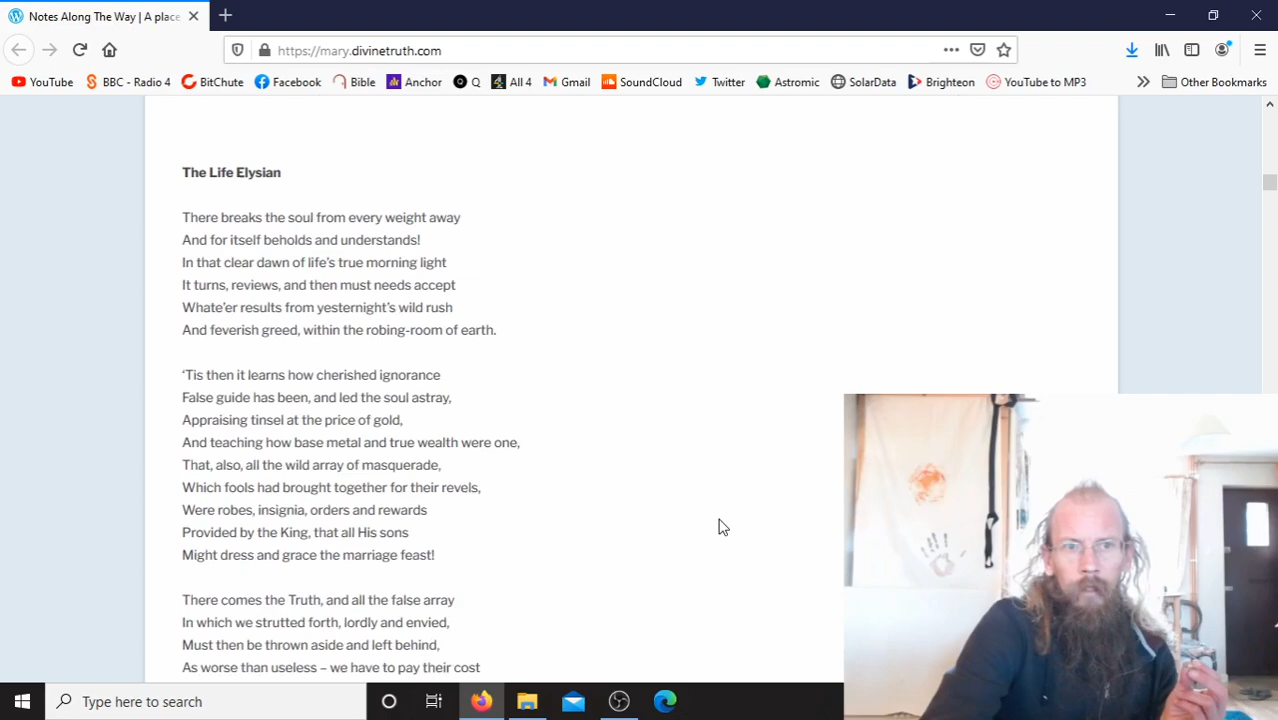 Notes Along The Way | A place
https://mary.divinetruth.com
YouTube
BBC - Radio 4
BitChute
Facebook
Bible
Anchor
Q
All 4
Gmail
SoundCloud
Twitter
Astromic
SolarData
Brighteon
YouTube to MP3
Other Bookmarks
The Life Elysian
There breaks the soul from every weight away
And for itself beholds and understands!
In that clear dawn of life’s true morning light
It turns, reviews, and then must needs accept
Whate’er results from yesternight’s wild rush
And feverish greed, within the robing-room of earth.
‘Tis then it learns how cherished ignorance
False guide has been, and led the soul astray,
Appraising tinsel at the price of gold,
And teaching how base metal and true wealth were one,
That, also, all the wild array of masquerade,
Which fools had brought together for their revels,
Were robes, insignia, orders and rewards
Provided by the King, that all His sons
Might dress and grace the marriage feast!
There comes the Truth, and all the false array
In which we strutted forth, lordly and envied,
Must then be thrown aside and left behind,
As worse than useless – we have to pay their cost
Type here to search